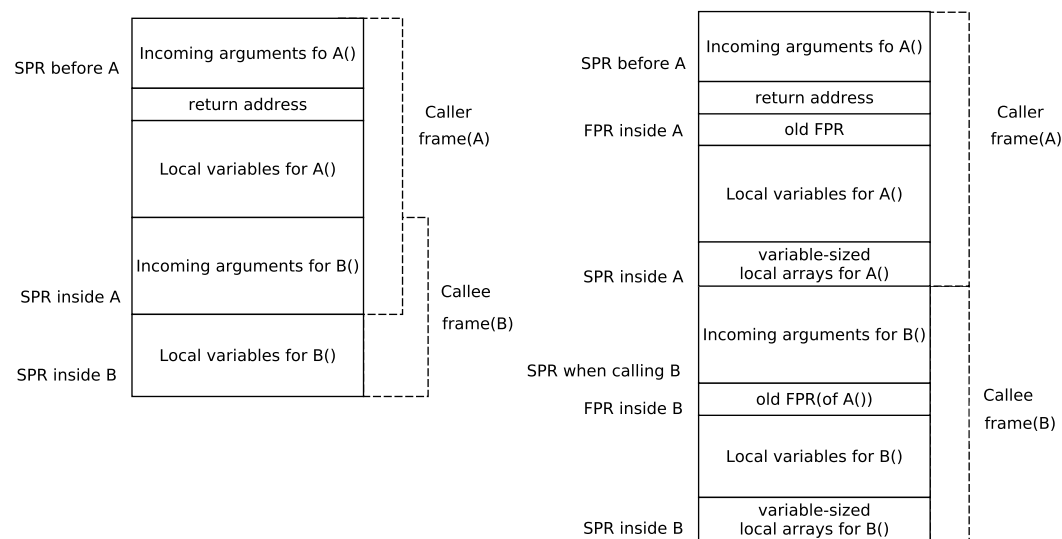 Incoming arguments fo A()
SPR before A
return address
Caller
frame(A)
Local variables for A()
Incoming arguments for B()
SPR inside A
Callee
frame(B)
Local variables for B()
SPR inside B
Incoming arguments fo A()
SPR before A
return address
Caller
frame(A)
FPR inside A
old FPR
Local variables for A()
variable-sized
local arrays for A()
SPR inside A
Incoming arguments for B()
SPR when calling B
old FPR(of A())
FPR inside B
Callee
frame(B)
Local variables for B()
variable-sized
local arrays for B()
SPR inside B